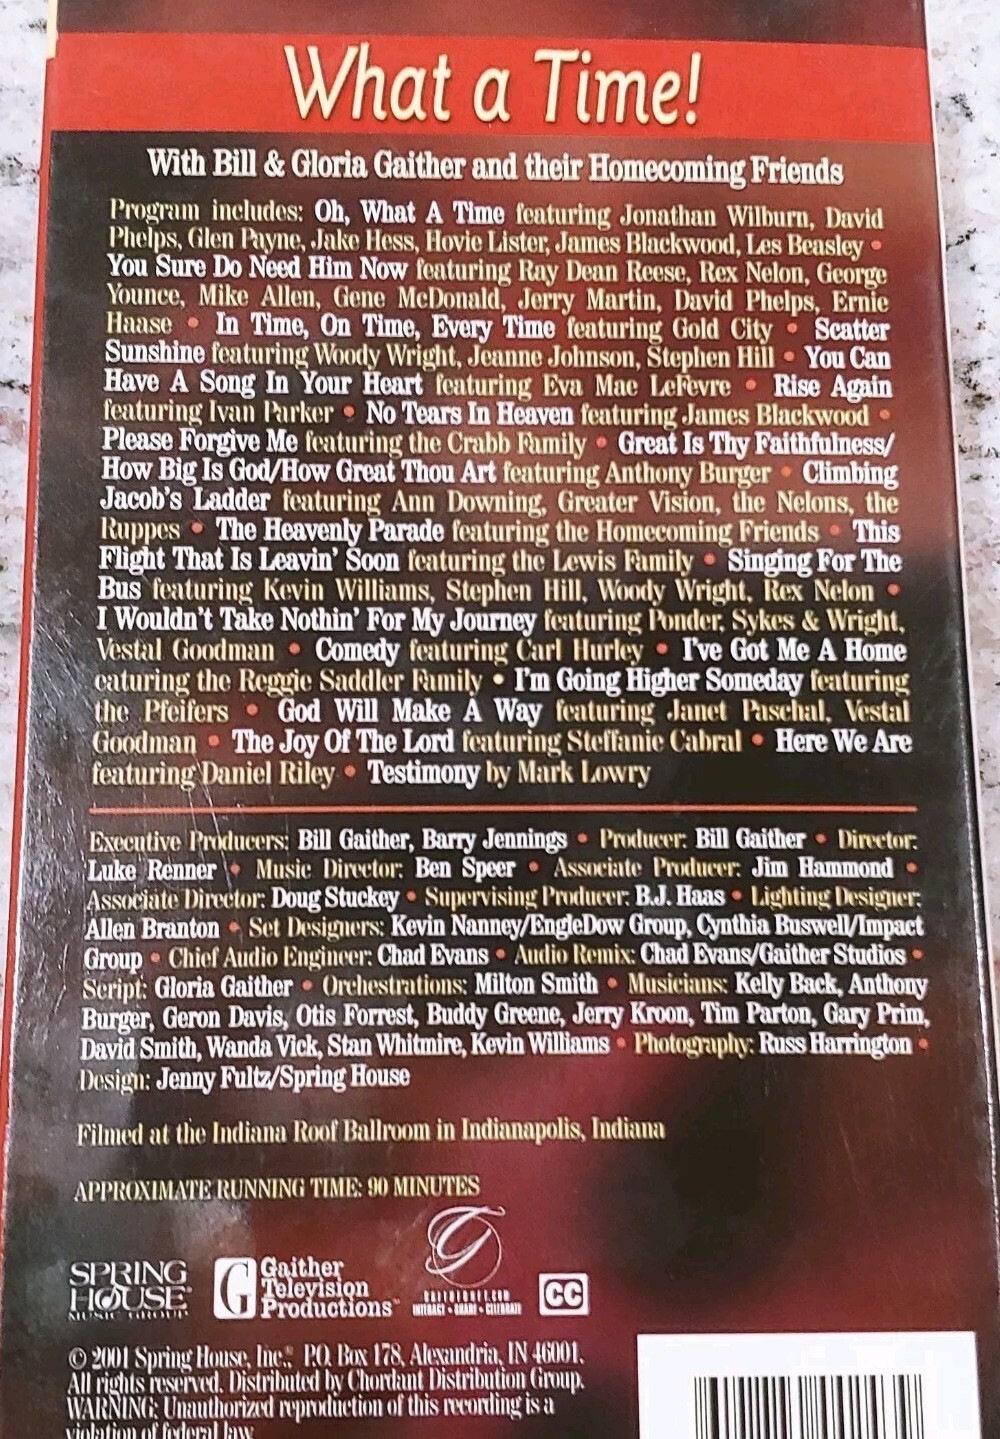 What a Time!
With Bill & Gloria Gaither and their Homecoming Friends
Program includes: Oh, What A Time featuring Jonathan Wilburn, David
Phelps, Glen Payne, Jake Hess, Hovie Lister, James Blackwood, Les Beasley •
You Sure Do Need Him Now featuring Ray Dean Reese, Rex Nelon, George
Younce, Mike Allen, Gene McDonald, Jerry Martin, David Phelps, Ernie
Haase • In Time, On Time, Every Time featuring Gold City • Scatter
Sunshine featuring Woody Wright, Jeanne Johnson, Stephen Hill • You Can
Have A Song In Your Heart featuring Eva Mae LeFevre • Rise Again
featuring Ivan Parker • No Tears In Heaven featuring James Blackwood •
Please Forgive Me featuring the Crabb Family • Great Is Thy Faithfulness/
How Big Is God/How Great Thou Art featuring Anthony Burger • Climbing
Jacob's Ladder featuring Ann Downing, Greater Vision, the Nelons, the
Ruppes • The Heavenly Parade featuring the Homecoming Friends • This
Flight That Is Leavin' Soon featuring the Lewis Family • Singing For The
Bus featuring Kevin Williams, Stephen Hill, Woody Wright, Rex Nelon •
I Wouldn't Take Nothin' For My Journey featuring Ponder, Sykes & Wright,
Vestal Goodman • Comedy featuring Carl Hurley • I've Got Me A Home
eaturing the Reggie Saddler Family • I'm Going Higher Someday featuring
the Pfeifers • God Will Make A Way featuring Janet Paschal, Vestal
Goodman • The Joy Of The Lord featuring Steffanie Cabral • Here We Are
featuring Daniel Riley • Testimony by Mark Lowry
Executive Producers: Bill Gaither, Barry Jennings • Producer: Bill Gaither • Director:
Luke Renner • Music Director: Ben Speer • Associate Producer: Jim Hammond •
Associate Director: Doug Stuckey • Supervising Producer: B.J. Haas • Lighting Designer:
Allen Branton • Set Designers: Kevin Nanney/EngleDow Group, Cynthia Buswell/Impact
Group • Chief Audio Engineer: Chad Evans • Audio Remix: Chad Evans/Gaither Studios •
Script: Gloria Gaither • Orchestrations: Milton Smith • Musicians: Kelly Back, Anthony
Burger, Geron Davis, Otis Forrest, Buddy Greene, Jerry Kroon, Tim Parton, Gary Prim,
David Smith, Wanda Vick, Stan Whitmire, Kevin Williams • Photography: Russ Harrington •
Design: Jenny Fultz/Spring House
Filmed at the Indiana Roof Ballroom in Indianapolis, Indiana
APPROXIMATE RUNNING TIME: 90 MINUTES
SPRING
HOUSE
MUSIC GROUP
G Gaither
Television
Productions™
G
GAITHERNET.COM
INTERACT • SHARE • CELEBRATE
CC
© 2001 Spring House, Inc.® P.O. Box 178, Alexandria, IN 46001.
All rights reserved. Distributed by Chordant Distribution Group.
WARNING: Unauthorized reproduction of this recording is a
violation of federal law